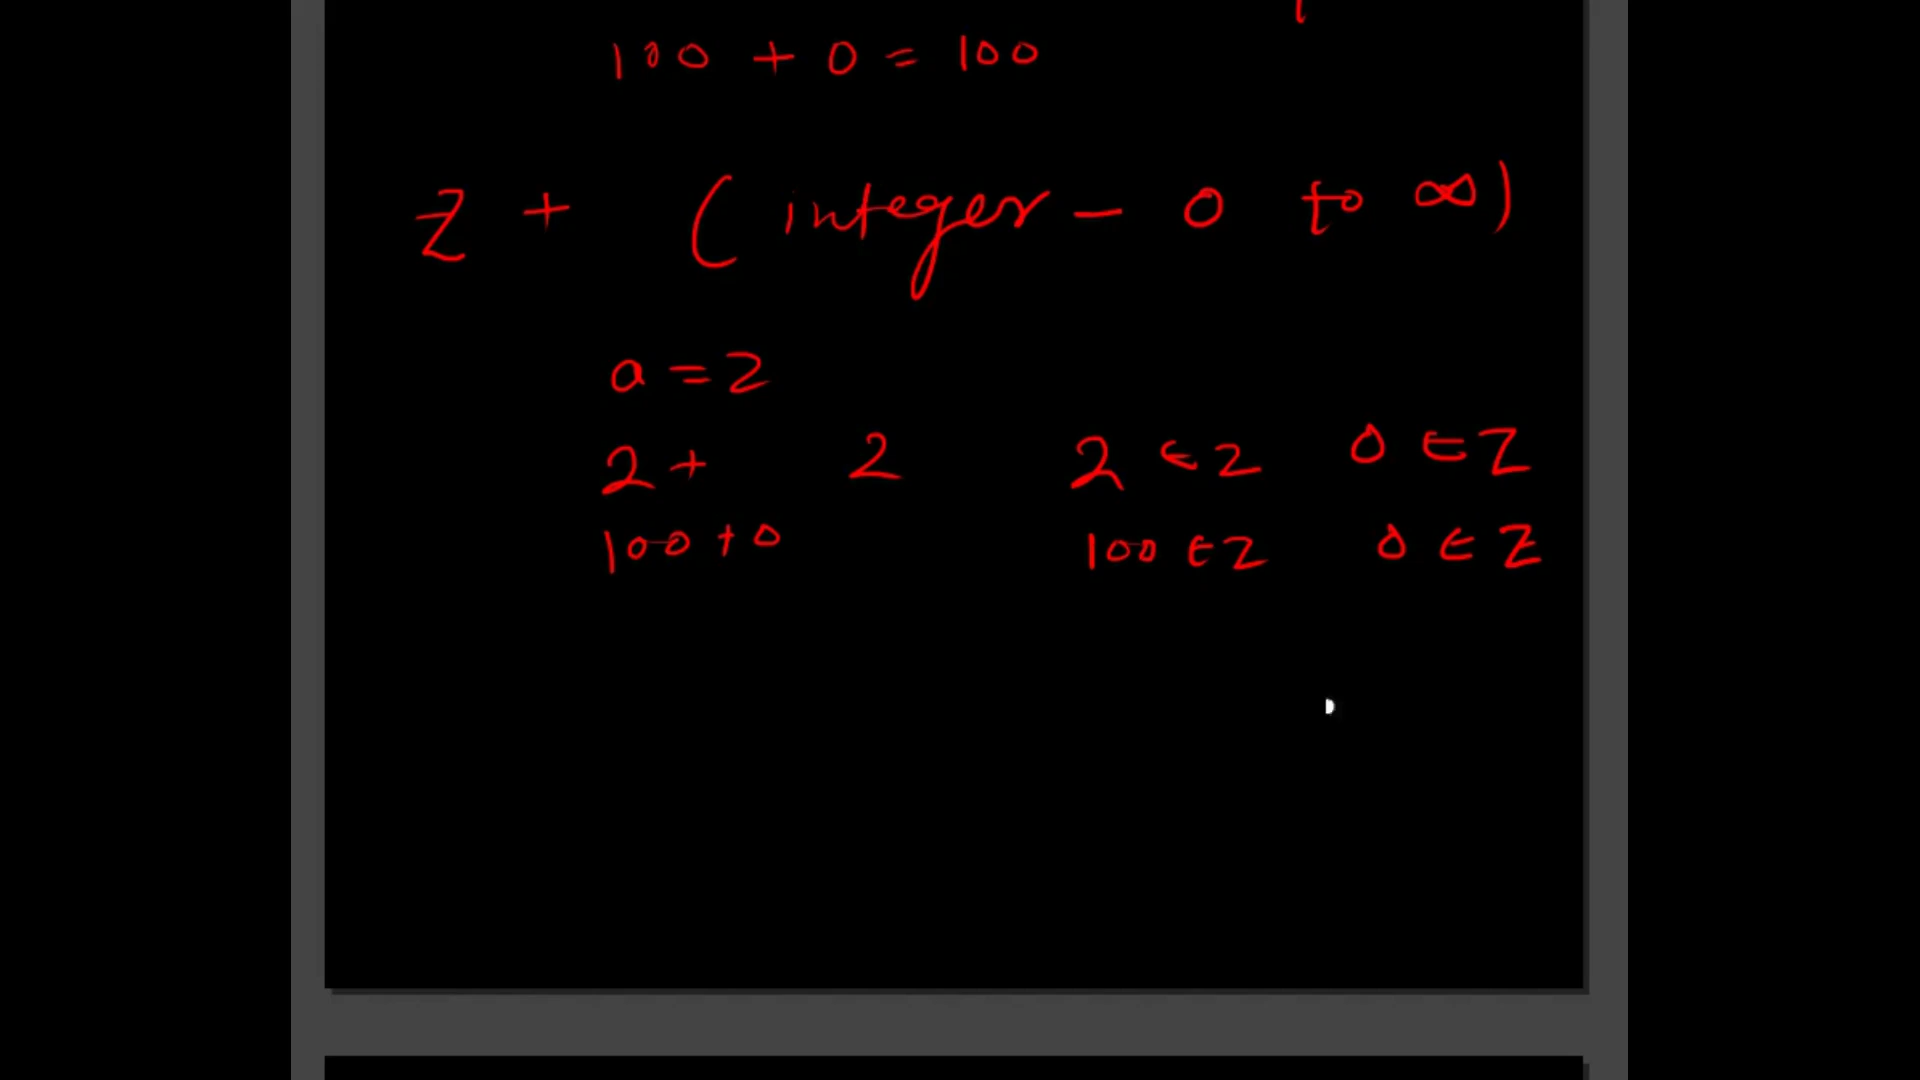 100 + 0 = 100
Z + (integer - 0 to ∞)
a = 2
2 + 2 2 ∈ Z 0 ∈ Z
100 + 0 100 ∈ Z 0 ∈ Z